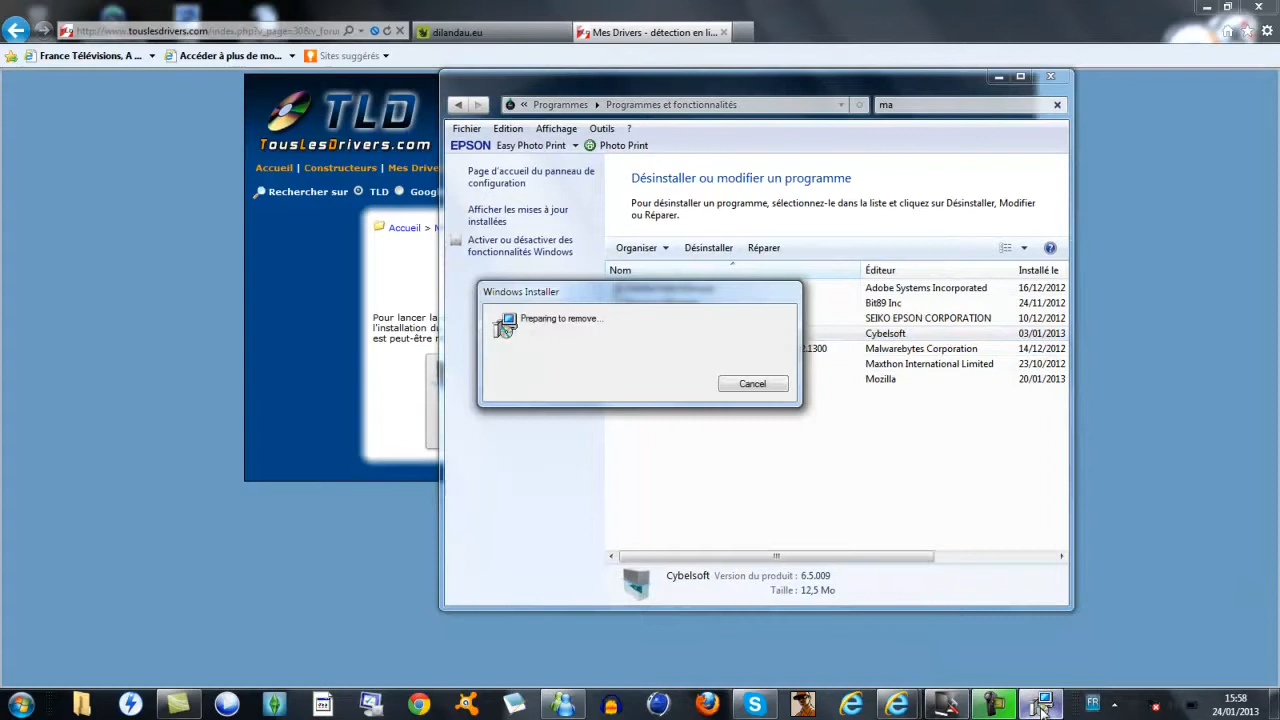 http://www.touslesdrivers.com/index.php?v_page=30&rv_foru
dilandau.eu
Mes Drivers - détection en li...
France Télévisions, A ...
Accéder à plus de mo...
Sites suggérés
TLD
TousLesDrivers.com
Accueil | Constructeurs | Mes Drive
Rechercher sur TLD Goog
Accueil >
Pour lancer la
l'installation du
est peut-être
« Programmes Programmes et fonctionnalités
ma
Fichier Edition Affichage Outils ?
EPSON Easy Photo Print Photo Print
Page d'accueil du panneau de
configuration
Afficher les mises à jour
installées
Activer ou désactiver des
fonctionnalités Windows
Désinstaller ou modifier un programme
Pour désinstaller un programme, sélectionnez-le dans la liste et cliquez sur Désinstaller, Modifier
ou Réparer.
Organiser Désinstaller Réparer
Nom Éditeur Installé le
Adobe Systems Incorporated 16/12/2012
Bit89 Inc 24/11/2012
SEIKO EPSON CORPORATION 10/12/2012
Cybelsoft 03/01/2013
.1300 Malwarebytes Corporation 14/12/2012
Maxthon International Limited 23/10/2012
Mozilla 20/01/2013
Windows Installer
Preparing to remove...
Cancel
Cybelsoft Version du produit : 6.5.009
Taille : 12,5 Mo
FR
15:58
24/01/2013